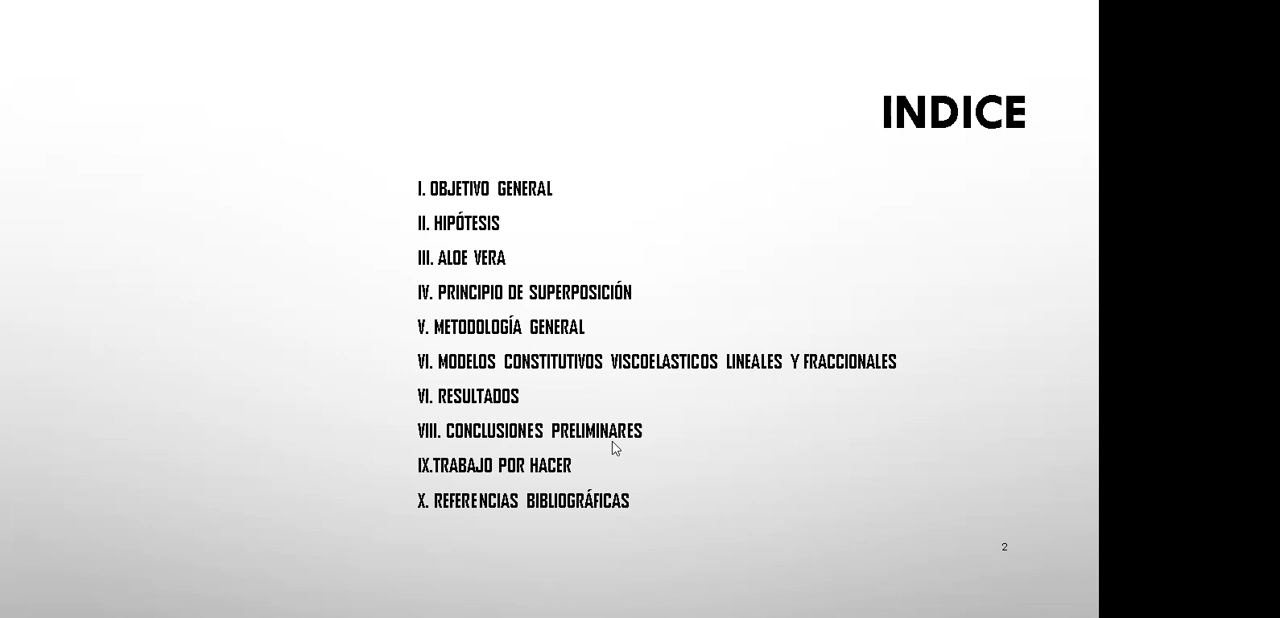 INDICE
I. OBJETIVO GENERAL
II. HIPÓTESIS
III. ALOE VERA
IV. PRINCIPIO DE SUPERPOSICIÓN
V. METODOLOGÍA GENERAL
VI. MODELOS CONSTITUTIVOS VISCOELASTICOS LINEALES Y FRACCIONALES
VI. RESULTADOS
VIII. CONCLUSIONES PRELIMINARES
IX.TRABAJO POR HACER
X. REFERENCIAS BIBLIOGRÁFICAS
2